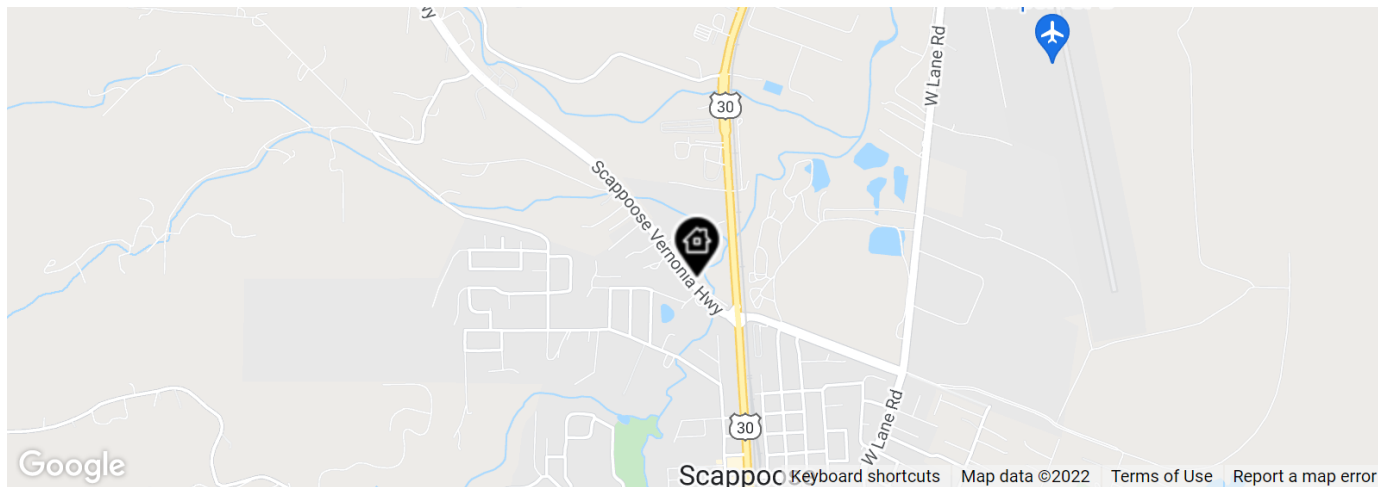 W Lane Rd
30
Scappoose Vernonia Hwy
W Lane Rd
30
Google
Scappoose
Keyboard shortcuts
Map data ©2022
Terms of Use
Report a map error